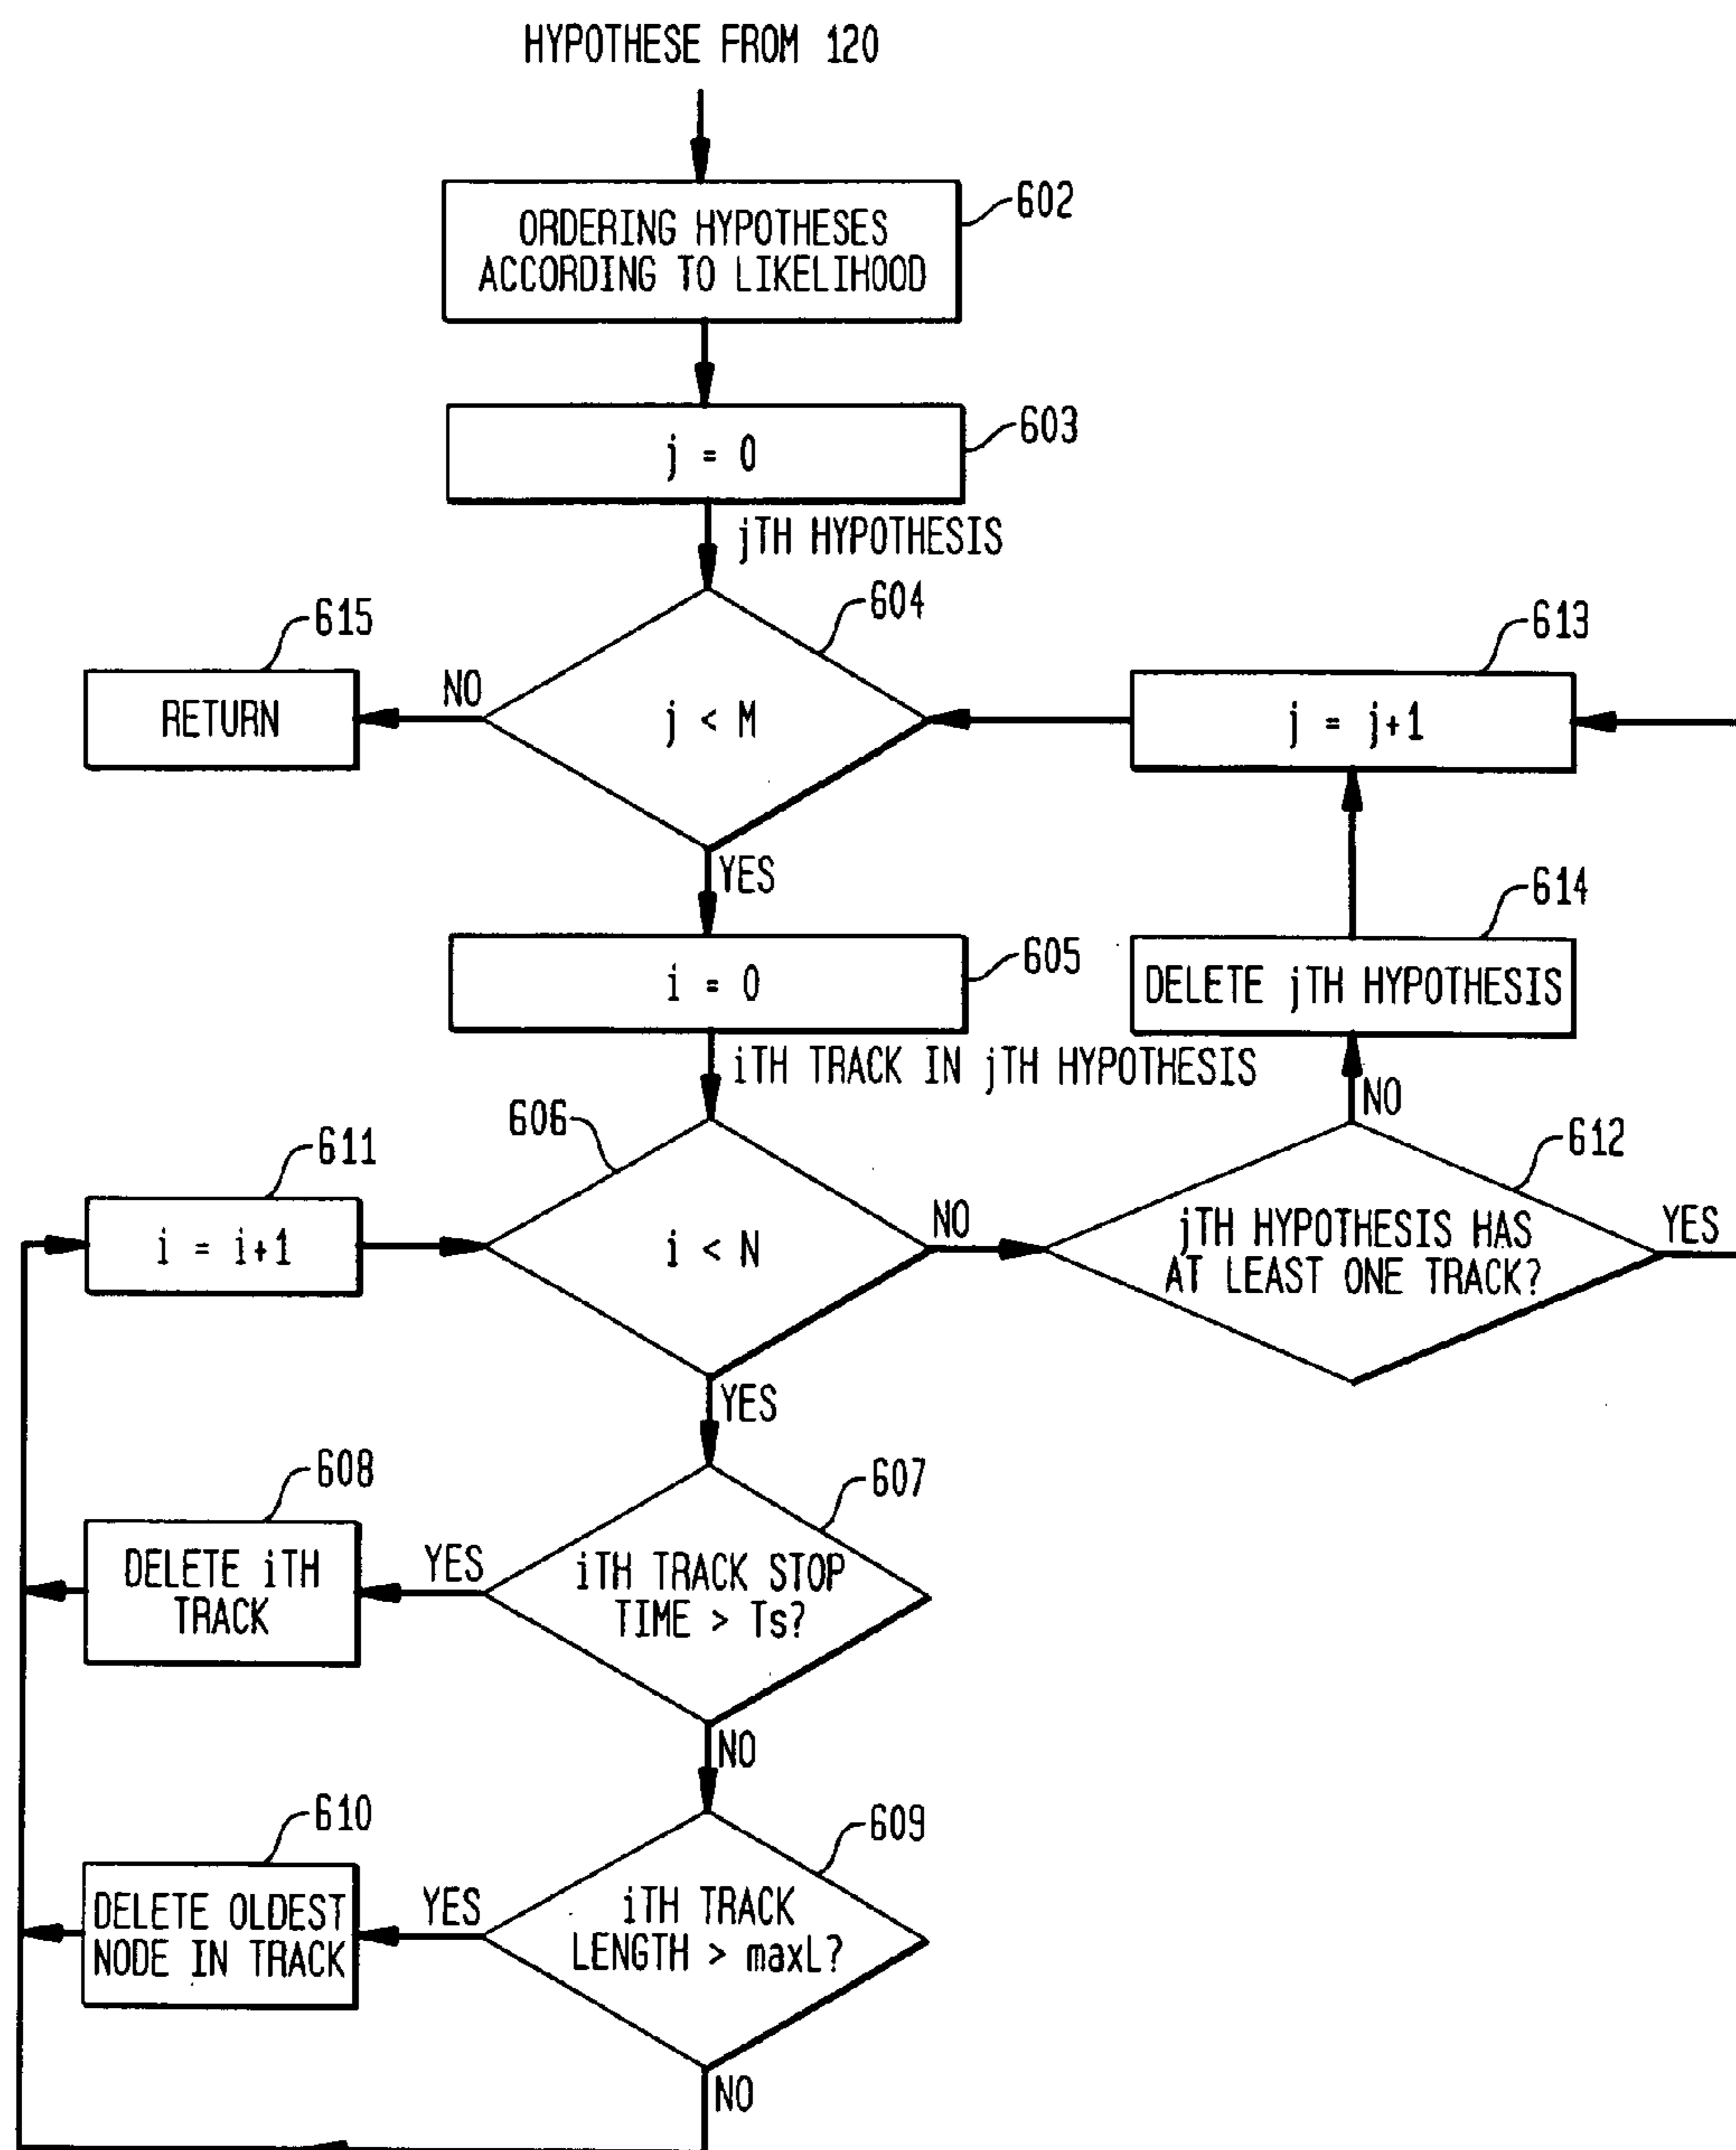 HYPOTHESE FROM 120
602
ORDERING HYPOTHESES
ACCORDING TO LIKELIHOOD
603
j = 0
jTH HYPOTHESIS
604
615
613
RETURN
NO
j < M
j = j+1
YES
614
605
i = 0
DELETE jTH HYPOTHESIS
iTH TRACK IN jTH HYPOTHESIS
NO
606
611
612
i = i+1
i < N
NO
jTH HYPOTHESIS HAS
AT LEAST ONE TRACK?
YES
YES
608
607
DELETE iTH
TRACK
YES
iTH TRACK STOP
TIME > Ts?
NO
610
609
DELETE OLDEST
NODE IN TRACK
YES
iTH TRACK
LENGTH > maxL?
NO